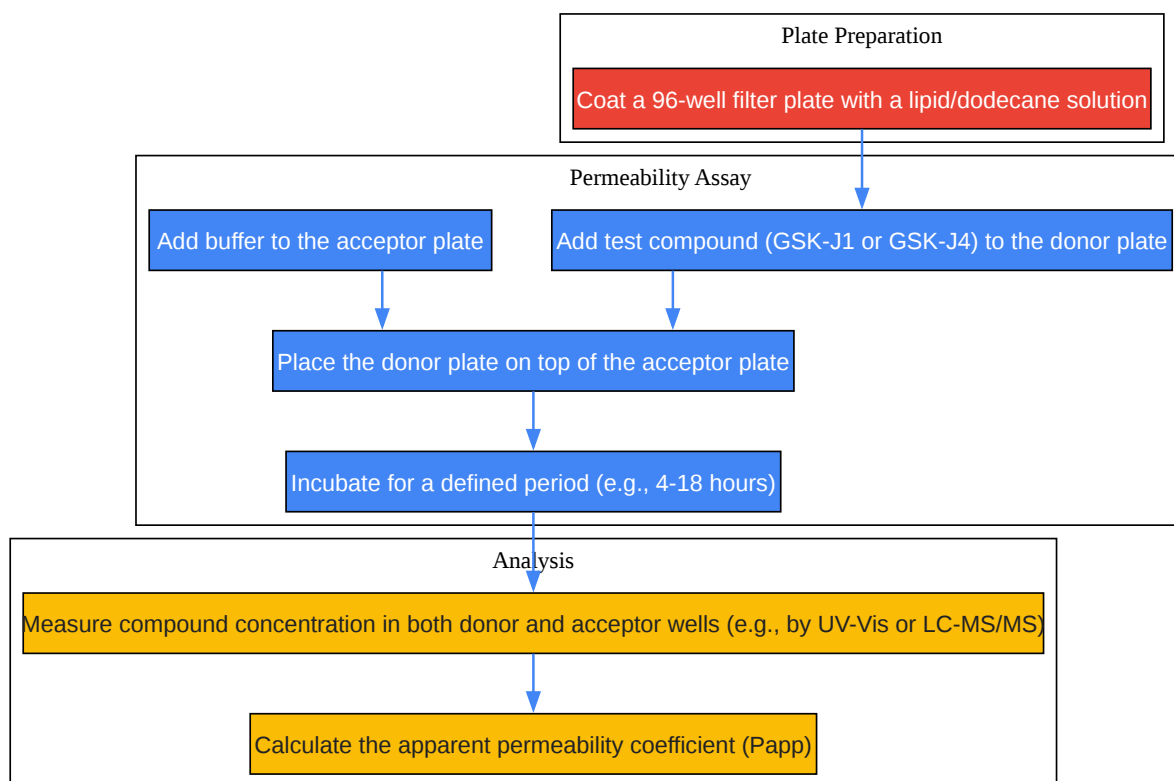 Plate Preparation
Coat a 96-well filter plate with a lipid/dodecane solution
Permeability Assay
Add buffer to the acceptor plate
Add test compound (GSK-J1 or GSK-J4) to the donor plate
Place the donor plate on top of the acceptor plate
Incubate for a defined period (e.g., 4-18 hours)
Analysis
Measure compound concentration in both donor and acceptor wells (e.g., by UV-Vis or LC-MS/MS)
Calculate the apparent permeability coefficient (Papp)